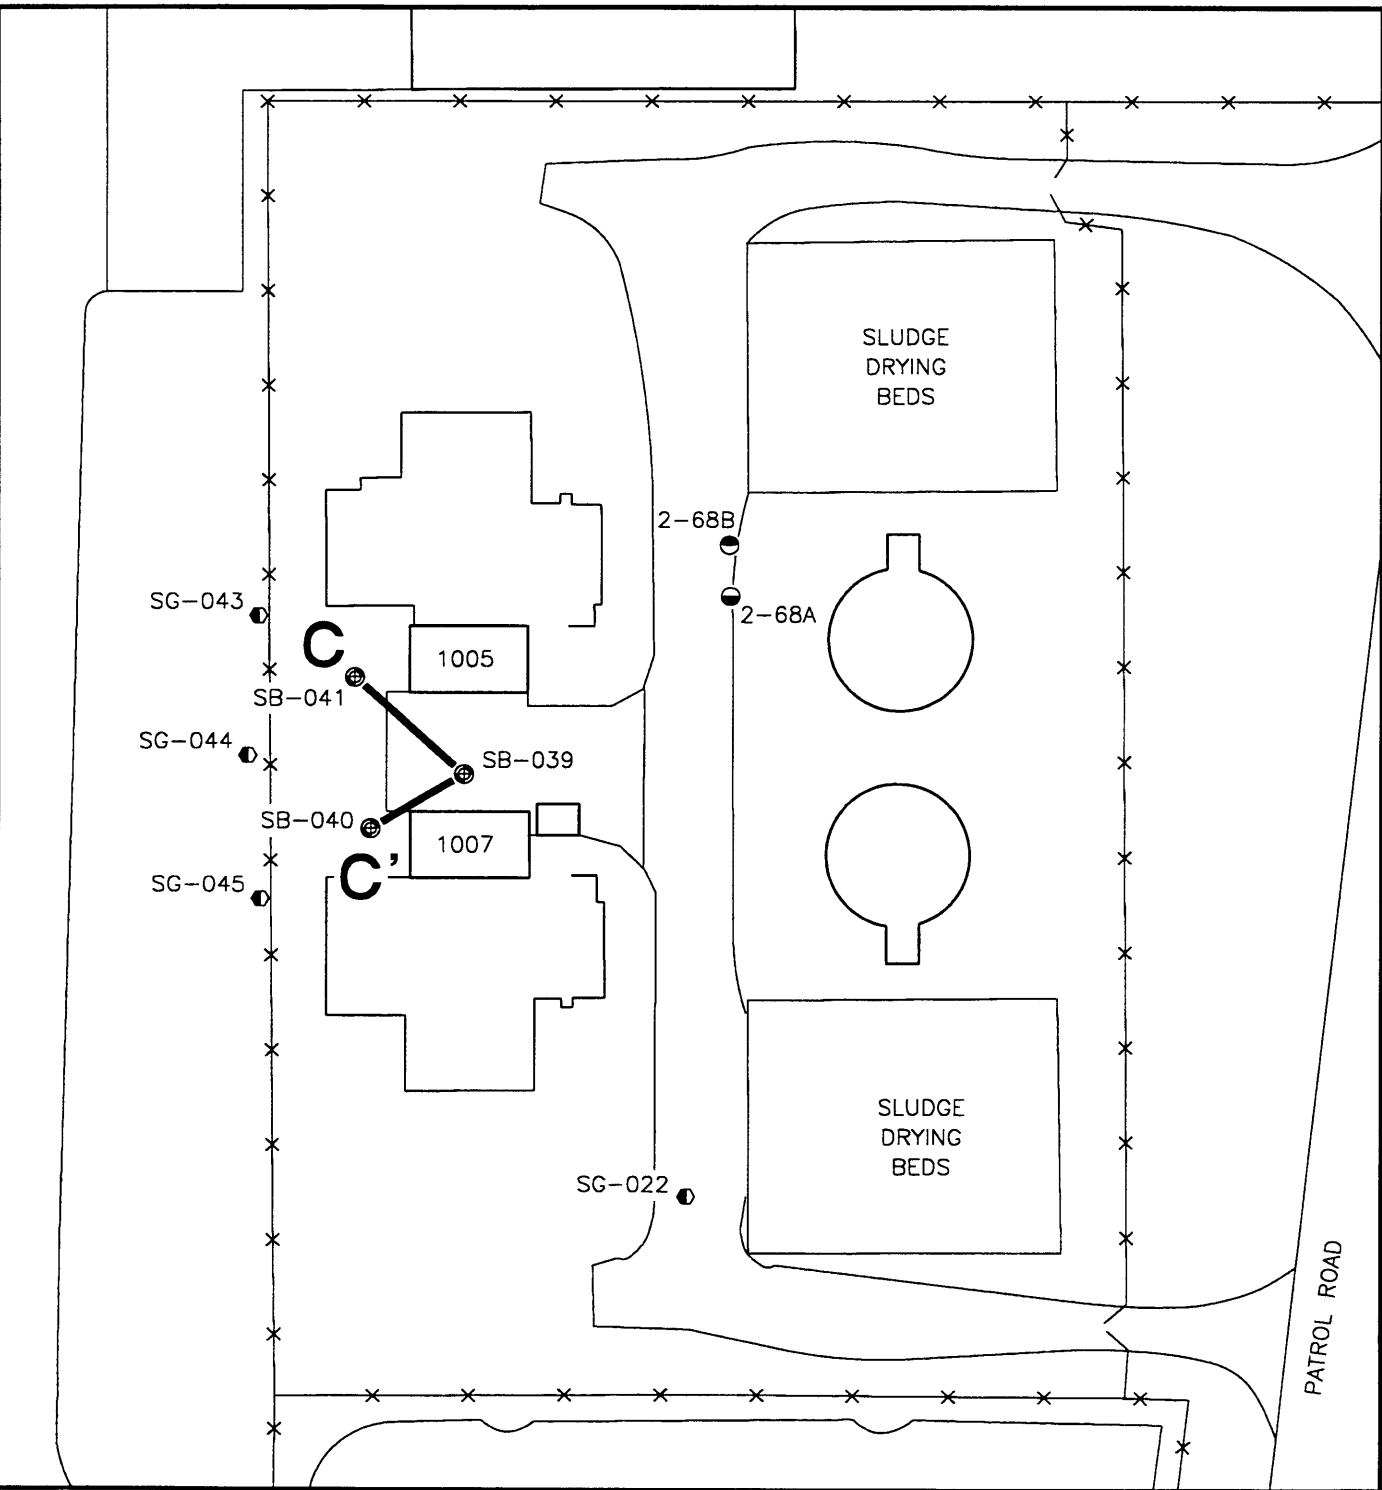 SLUDGE
DRYING
BEDS
2-68B
2-68A
SG-043
C
1005
SB-041
SG-044
SB-039
SB-040
1007
C'
SG-045
SLUDGE
DRYING
BEDS
SG-022
PATROL ROAD